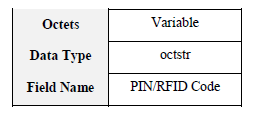 Octets Variable
Data Type octstr
Field Name PIN/RFID Code